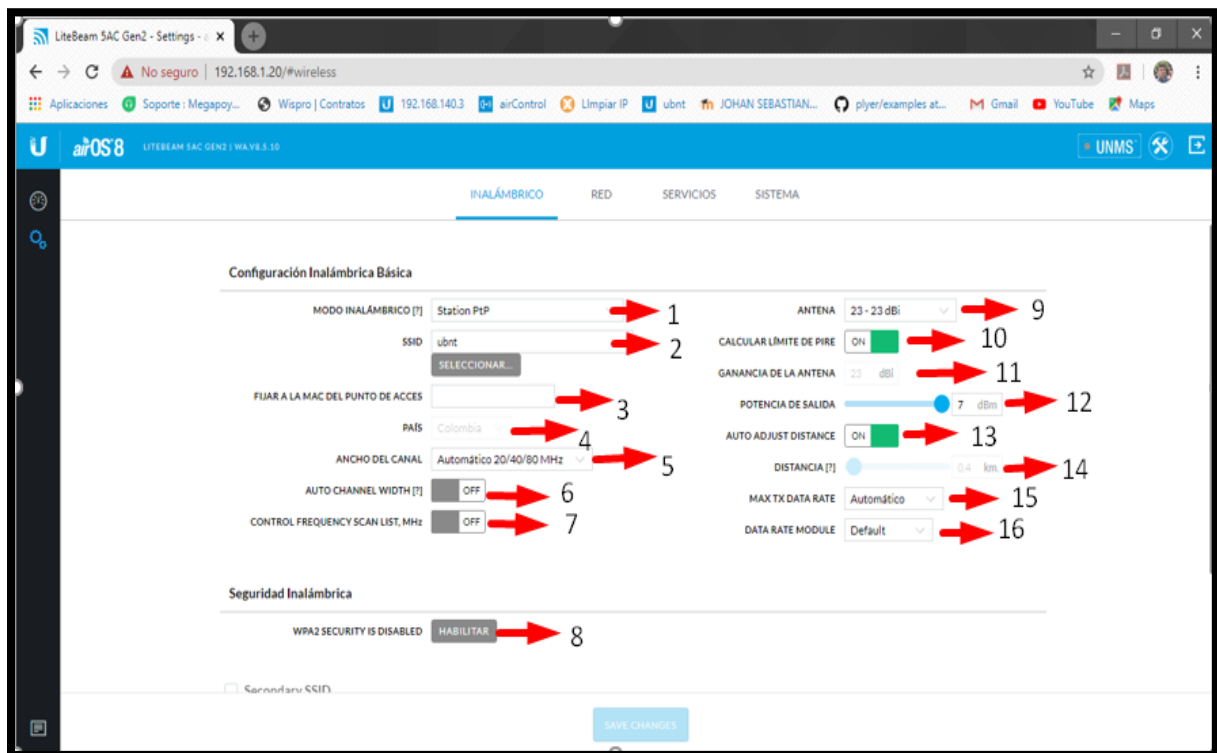 LiteBeam 5AC Gen2 - Settings - a
No seguro | 192.168.1.20/#wireless
Aplicaciones Soporte : Megapoy... Wispro | Contratos 192.168.140.3 airControl LImpiar IP ubnt JOHAN SEBASTIAN... plyer/examples at... Gmail YouTube Maps
airOS 8 LITEBEAM 5AC GEN2 | WA.V8.5.10 UNMS
INALÁMBRICO RED SERVICIOS SISTEMA
Configuración Inalámbrica Básica
MODO INALÁMBRICO [?] Station PtP 1
SSID ubnt 2
SELECCIONAR...
FIJAR A LA MAC DEL PUNTO DE ACCES 3
PAÍS Colombia 4
ANCHO DEL CANAL Automático 20/40/80 MHz 5
AUTO CHANNEL WIDTH [?] OFF 6
CONTROL FREQUENCY SCAN LIST, MHz OFF 7
ANTENA 23 - 23 dBi 9
CALCULAR LÍMITE DE PIRE ON 10
GANANCIA DE LA ANTENA 23 dBi 11
POTENCIA DE SALIDA 7 dBm 12
AUTO ADJUST DISTANCE ON 13
DISTANCIA [?] 0.4 km. 14
MAX TX DATA RATE Automático 15
DATA RATE MODULE Default 16
Seguridad Inalámbrica
WPA2 SECURITY IS DISABLED HABILITAR 8
Secondary SSID
SAVE CHANGES